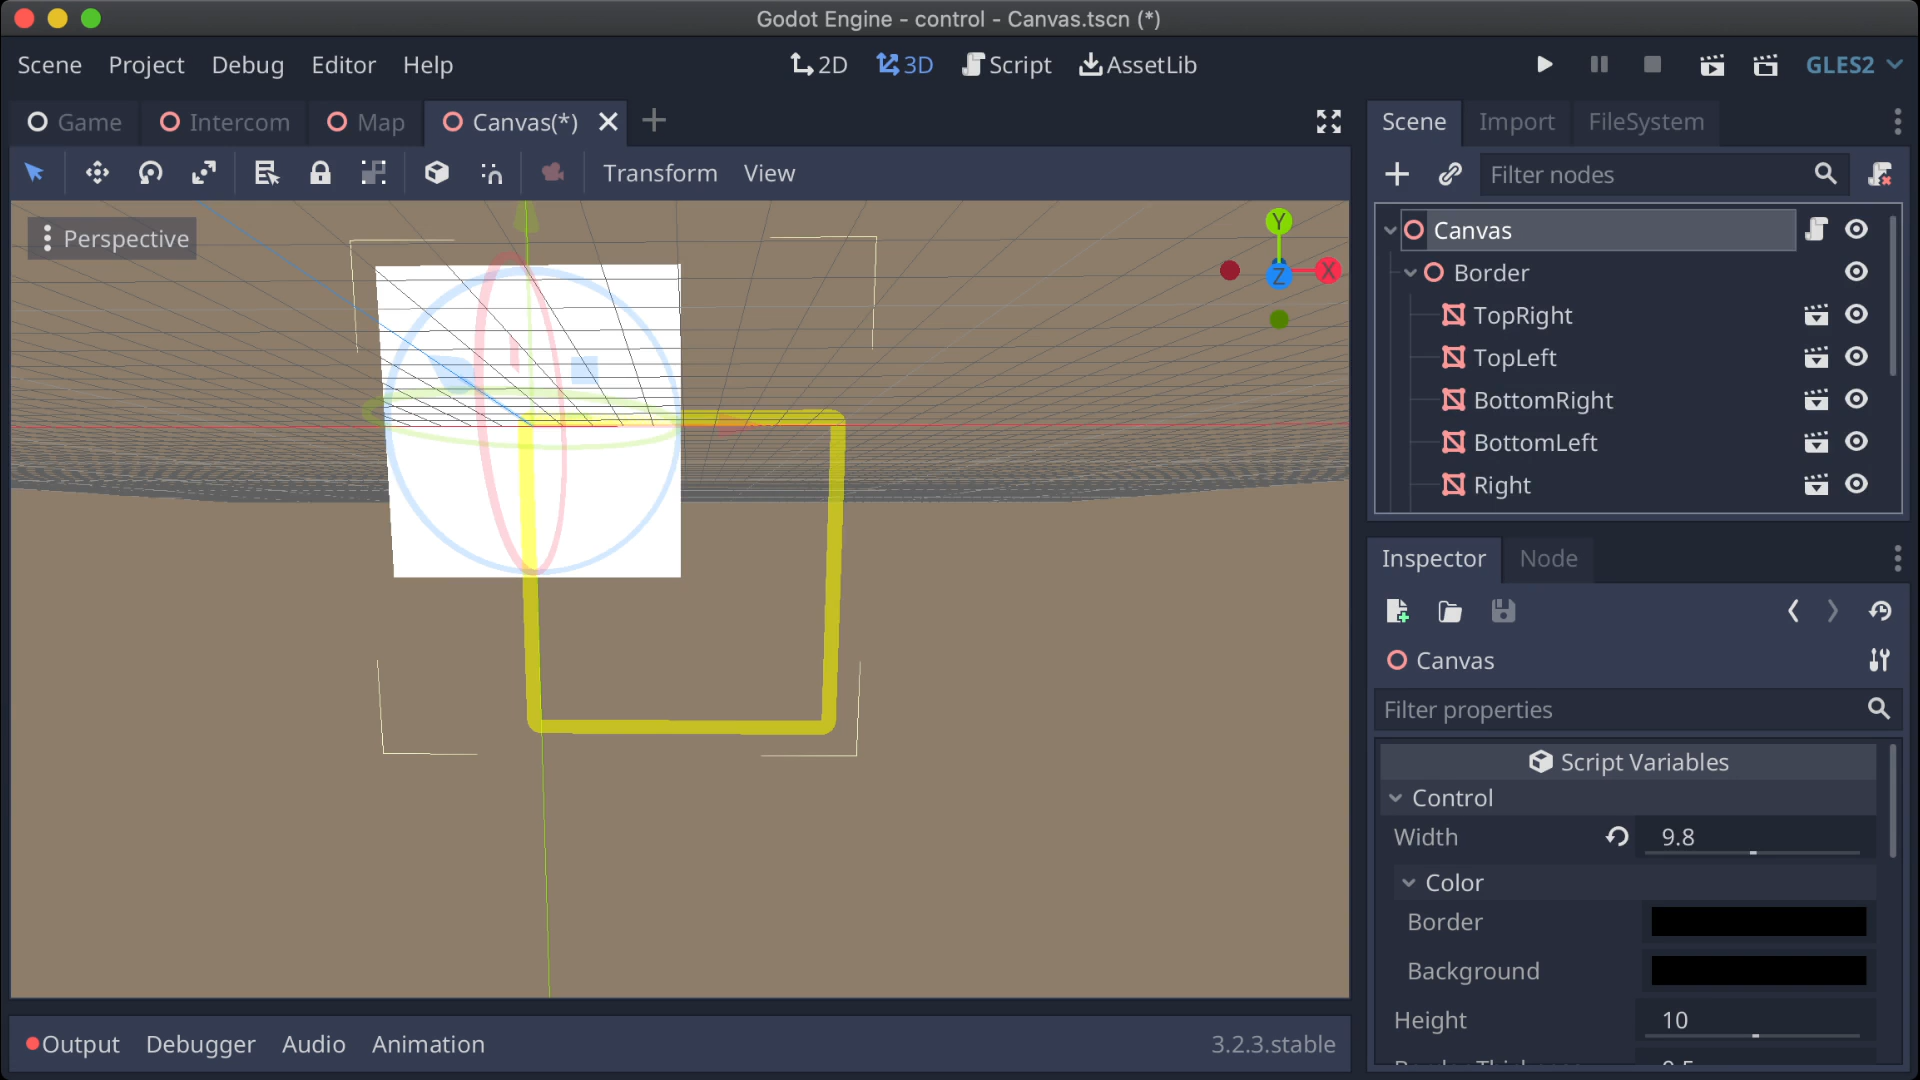 Godot Engine - control - Canvas.tscn (*)
Scene Project Debug Editor Help 2D 3D Script AssetLib GLES2
Game Intercom Map Canvas(*) Scene Import FileSystem
Transform View Filter nodes
Perspective
Y
X
Z
Canvas
Border
TopRight
TopLeft
BottomRight
BottomLeft
Right
Inspector Node
Canvas
Filter properties
Script Variables
Control
Width 9.8
Color
Border
Background
Height 10
Output Debugger Audio Animation 3.2.3.stable